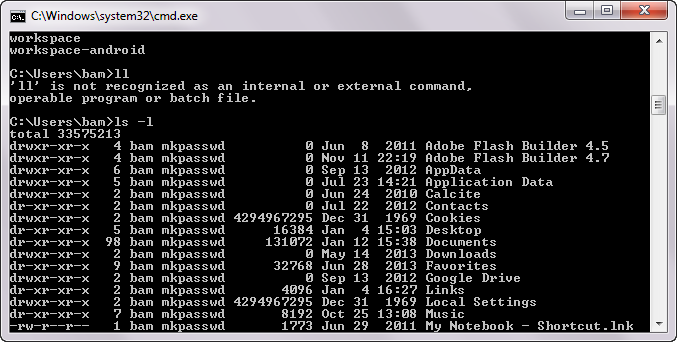 C:\Windows\system32\cmd.exe
workspace
workspace-android
C:\Users\bam>ll
'll' is not recognized as an internal or external command,
operable program or batch file.
C:\Users\bam>ls -l
total 33575213
drwxr-xr-x   4 bam mkpasswd          0 Jun  8  2011 Adobe Flash Builder 4.5
drwxr-xr-x   4 bam mkpasswd          0 Nov 11 22:19 Adobe Flash Builder 4.7
drwxr-xr-x   6 bam mkpasswd          0 Sep 13  2012 AppData
drwxr-xr-x   5 bam mkpasswd          0 Jul 23 14:21 Application Data
dr-xr-xr-x   2 bam mkpasswd          0 Jun 24  2010 Calcite
dr-xr-xr-x   2 bam mkpasswd          0 Jul 22  2012 Contacts
drwxr-xr-x   2 bam mkpasswd 4294967295 Dec 31  1969 Cookies
dr-xr-xr-x   5 bam mkpasswd      16384 Jan  4 15:03 Desktop
dr-xr-xr-x  98 bam mkpasswd     131072 Jan 12 15:38 Documents
dr-xr-xr-x   2 bam mkpasswd          0 May 14  2013 Downloads
dr-xr-xr-x   9 bam mkpasswd      32768 Jun 28  2013 Favorites
drwxr-xr-x   2 bam mkpasswd          0 Sep 13  2012 Google Drive
dr-xr-xr-x   2 bam mkpasswd       4096 Jan  4 16:27 Links
drwxr-xr-x   2 bam mkpasswd 4294967295 Dec 31  1969 Local Settings
dr-xr-xr-x   7 bam mkpasswd       8192 Oct 25 13:08 Music
-rw-r--r--   1 bam mkpasswd       1773 Jun 29  2011 My Notebook - Shortcut.lnk